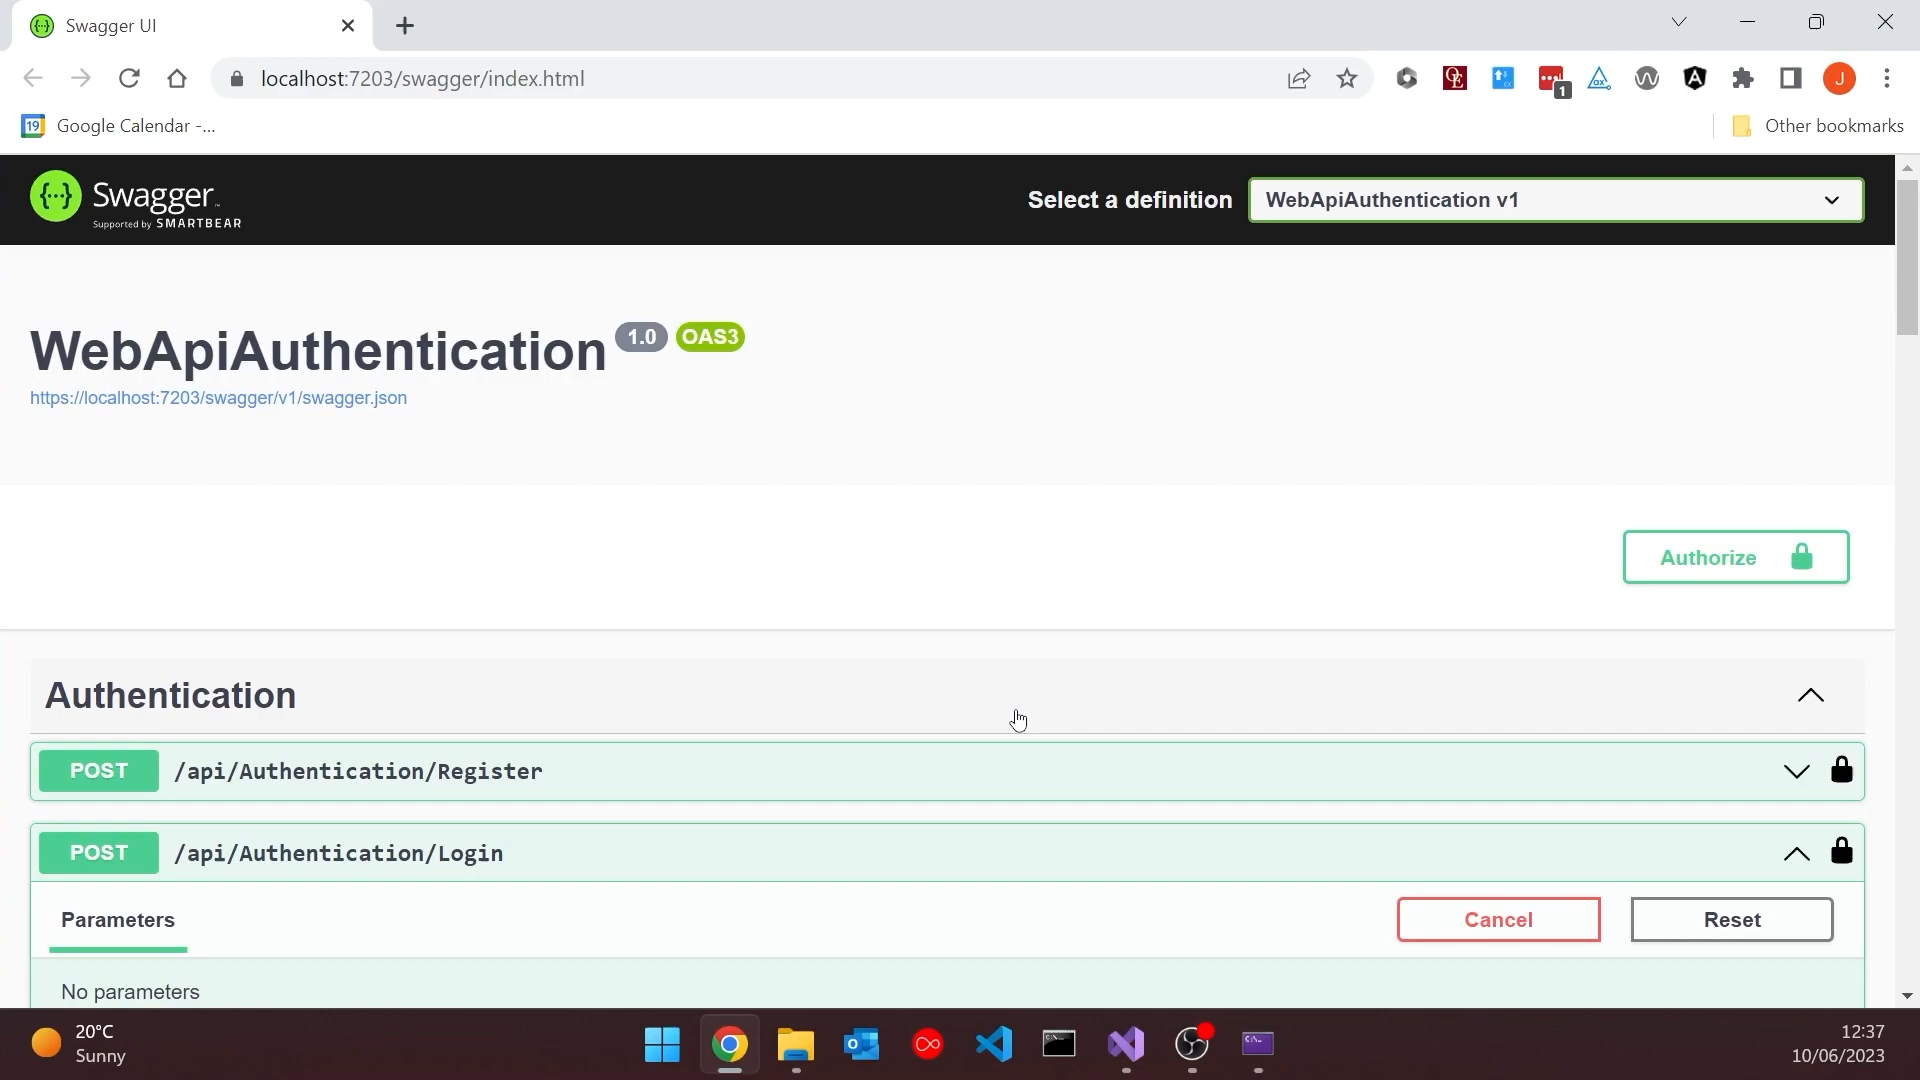 Swagger UI
localhost:7203/swagger/index.html
1
J
19
Google Calendar -...
Other bookmarks
Swagger
Supported by SMARTBEAR
Select a definition
WebApiAuthentication v1
WebApiAuthentication 1.0 OAS3
https://localhost:7203/swagger/v1/swagger.json
Authorize
Authentication
POST /api/Authentication/Register
POST /api/Authentication/Login
Parameters
Cancel
Reset
No parameters
20°C
Sunny
12:37
10/06/2023